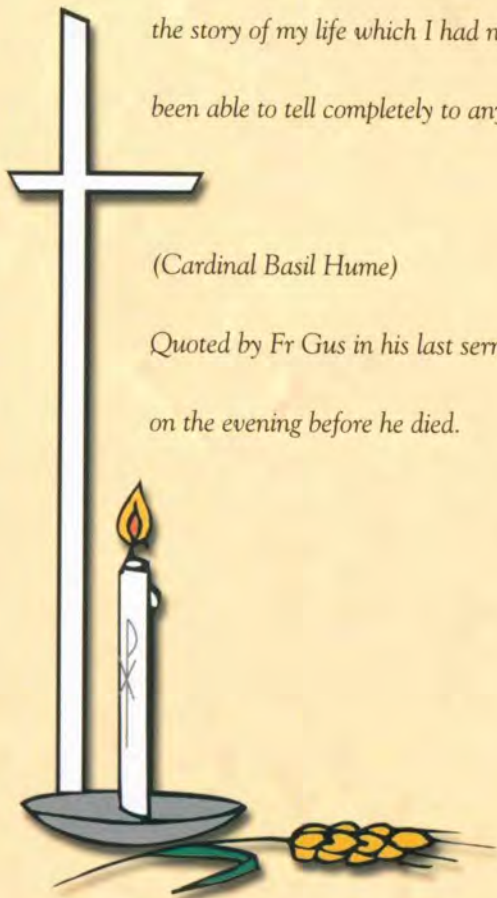 the story of my life which I had
been able to tell completely to
(Cardinal Basil Hume)
Quoted by Fr Gus in his last
on the evening before he died.